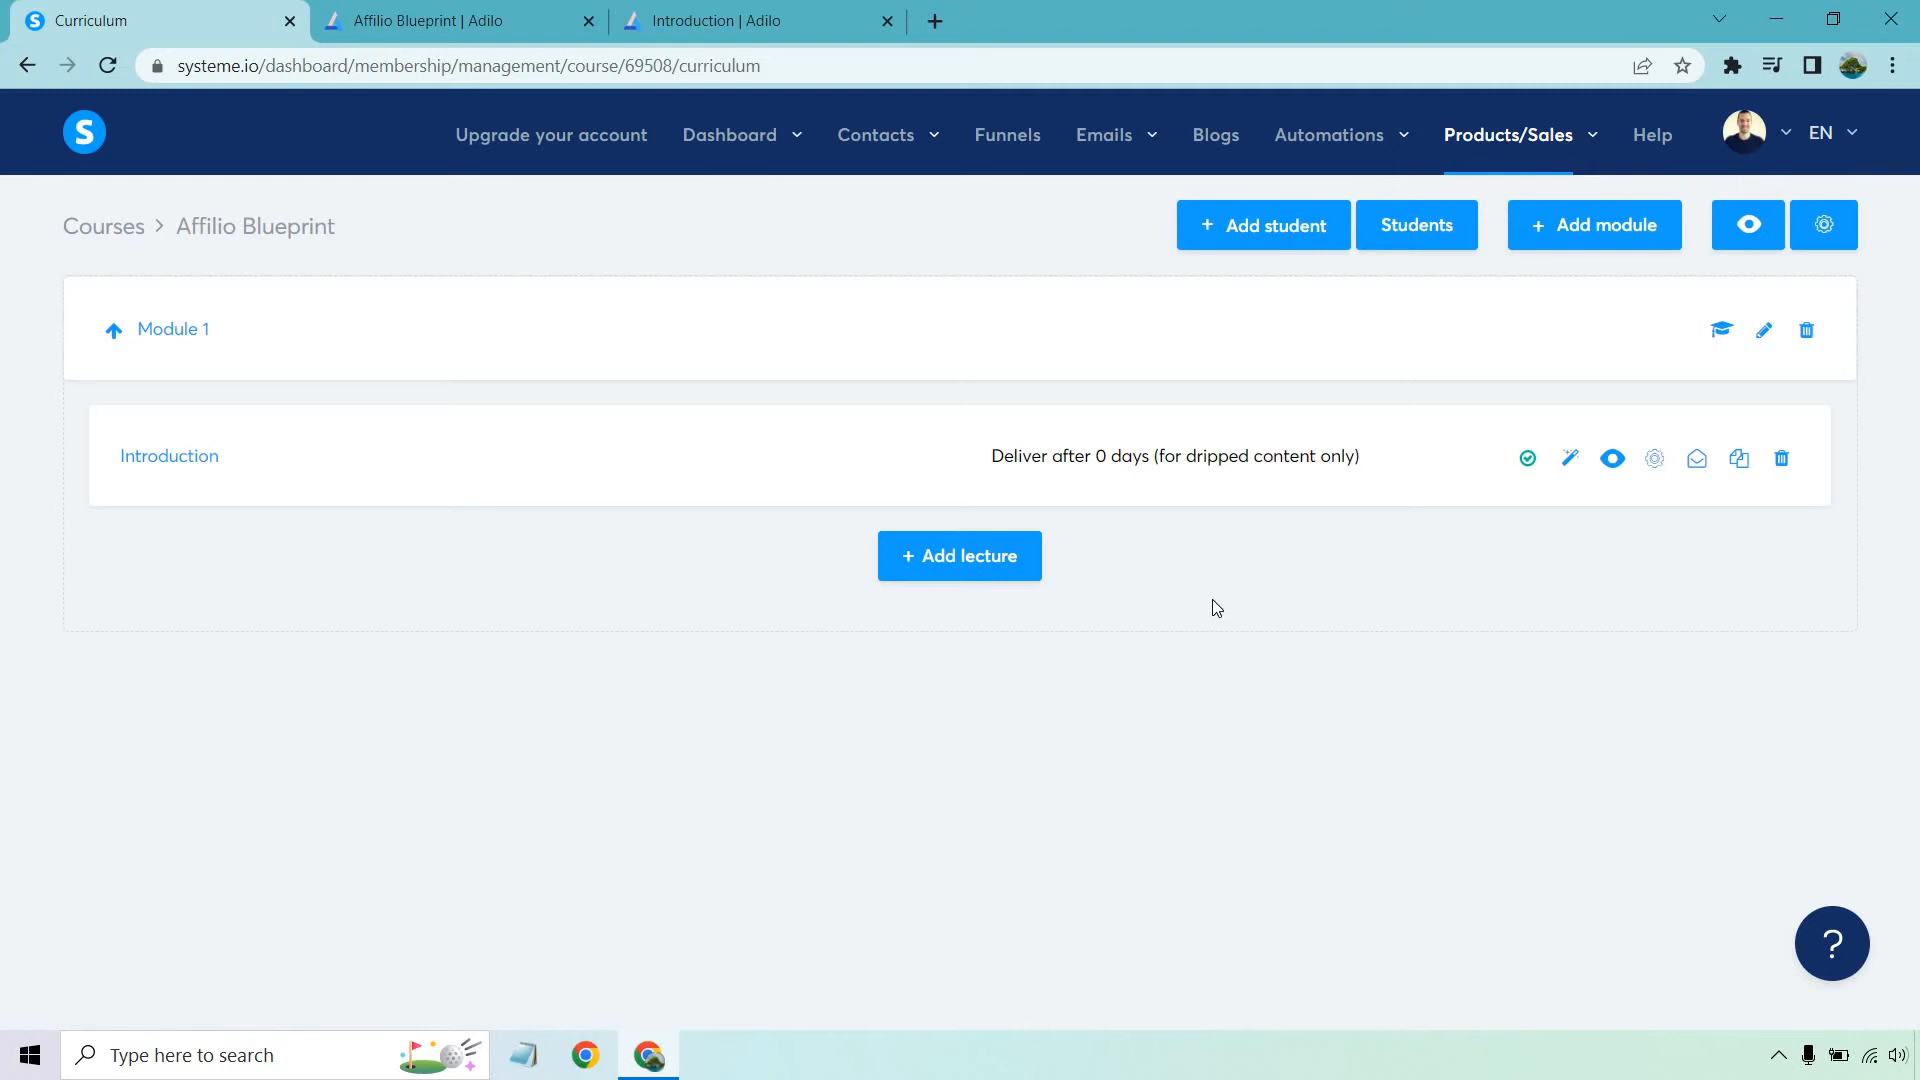 Curriculum
Affilio Blueprint | Adilo
Introduction | Adilo
systeme.io/dashboard/membership/management/course/69508/curriculum
S
Upgrade your account
Dashboard
Contacts
Funnels
Emails
Blogs
Automations
Products/Sales
Help
EN
Courses > Affilio Blueprint
+ Add student
Students
+ Add module
Module 1
Introduction
Deliver after 0 days (for dripped content only)
+ Add lecture
?
Type here to search